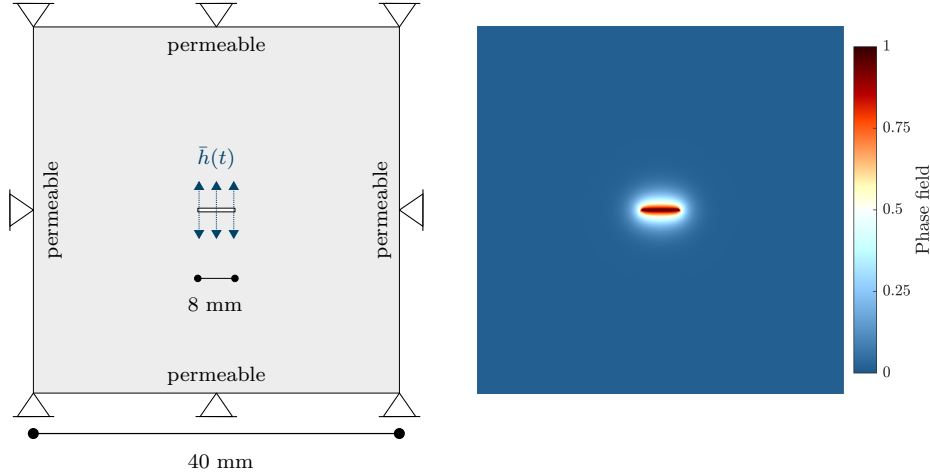 permeable
h̄(t)
permeable
permeable
8 mm
permeable
40 mm
1
0.75
0.5
0.25
0
Phase field